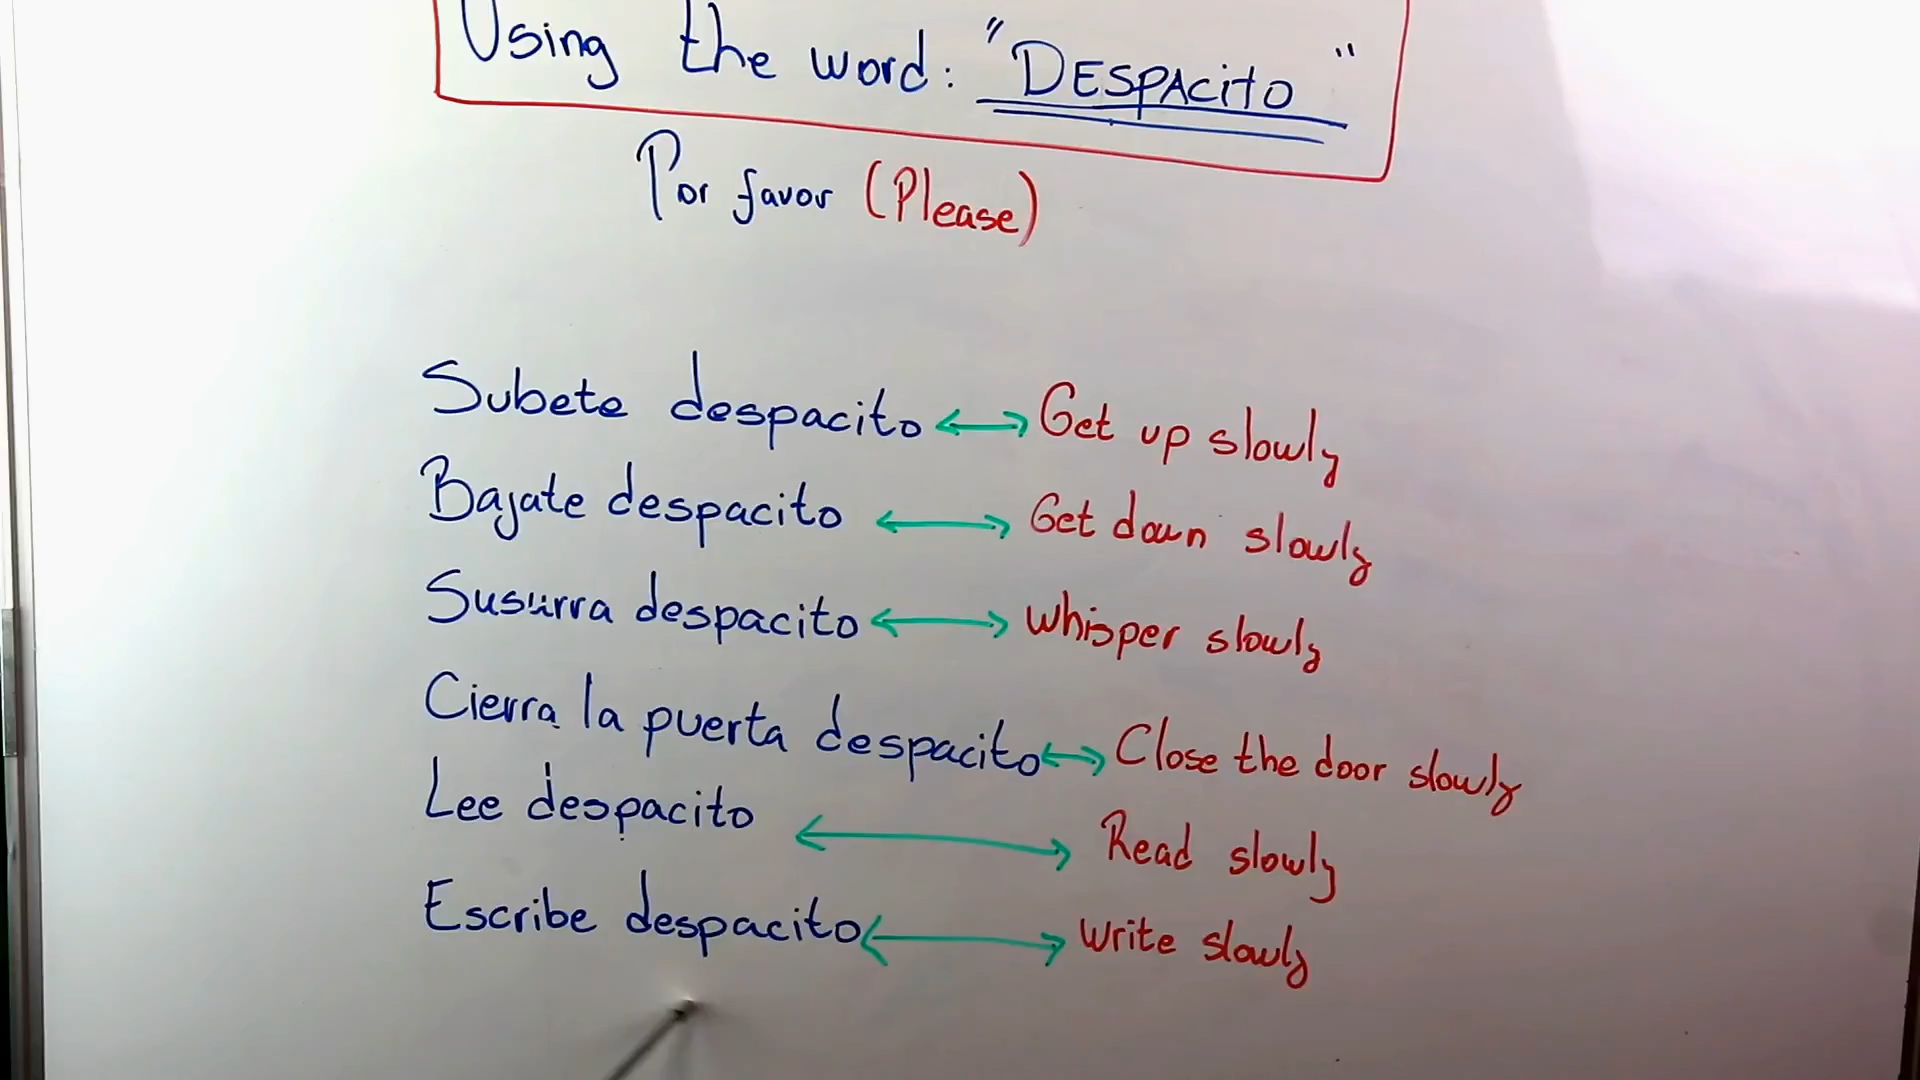 Using the word: "DESPACitO"
Por favor (Please)
Subete despacito ↔ Get up slowly
Bajate despacito ↔ Get down slowly
Susurra despacito ↔ whisper slowly
Cierra la puerta despacito ↔ Close the door slowly
Lee despacito ↔ Read slowly
Escribe despacito ↔ write slowly